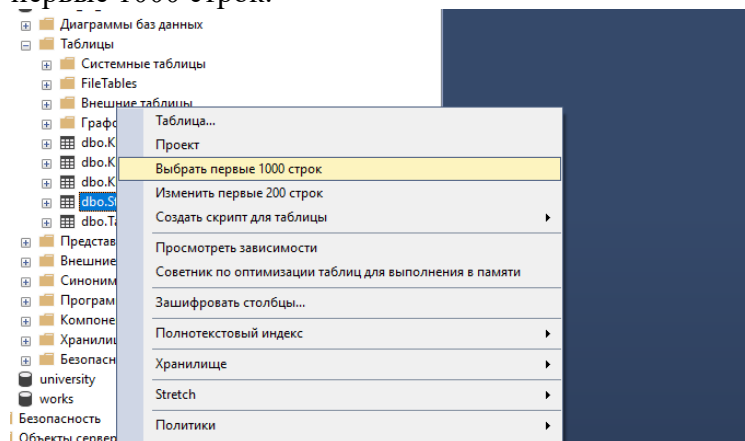 первые 1000 строк.
Диаграммы баз данных
Таблицы
Системные таблицы
FileTables
Внешние таблицы
Графо
dbo.K
dbo.K
dbo.K
dbo.St
dbo.Ta
Представ
Внешние
Синоним
Програм
Компоне
Хранилищ
Безопасн
university
works
Безопасность
Объекты сервер
Таблица...
Проект
Выбрать первые 1000 строк
Изменить первые 200 строк
Создать скрипт для таблицы
Просмотреть зависимости
Советник по оптимизации таблиц для выполнения в памяти
Зашифровать столбцы...
Полнотекстовый индекс
Хранилище
Stretch
Политики